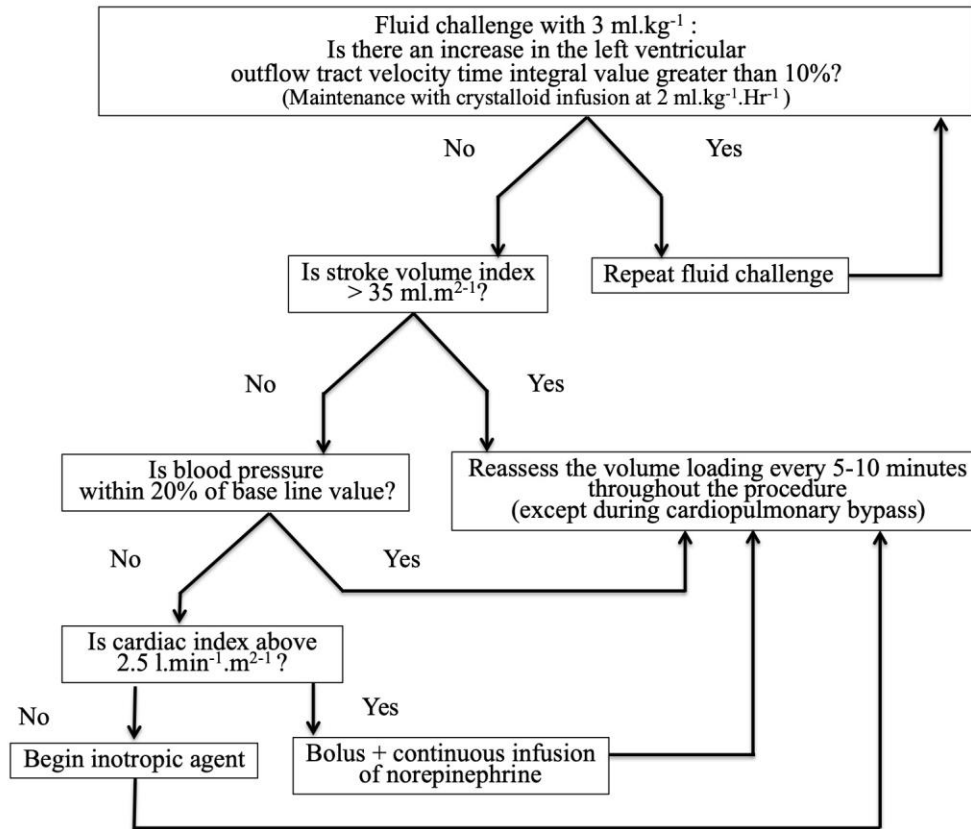 Fluid challenge with 3 ml.kg⁻¹ :
Is there an increase in the left ventricular
outflow tract velocity time integral value greater than 10%?
(Maintenance with crystalloid infusion at 2 ml.kg⁻¹.Hr⁻¹)
No
Yes
Is stroke volume index
> 35 ml.m²⁻¹?
Repeat fluid challenge
No
Yes
Is blood pressure
within 20% of base line value?
Reassess the volume loading every 5-10 minutes
throughout the procedure
(except during cardiopulmonary bypass)
No
Yes
Is cardiac index above
2.5 l.min⁻¹.m²⁻¹ ?
No
Yes
Begin inotropic agent
Bolus + continuous infusion
of norepinephrine